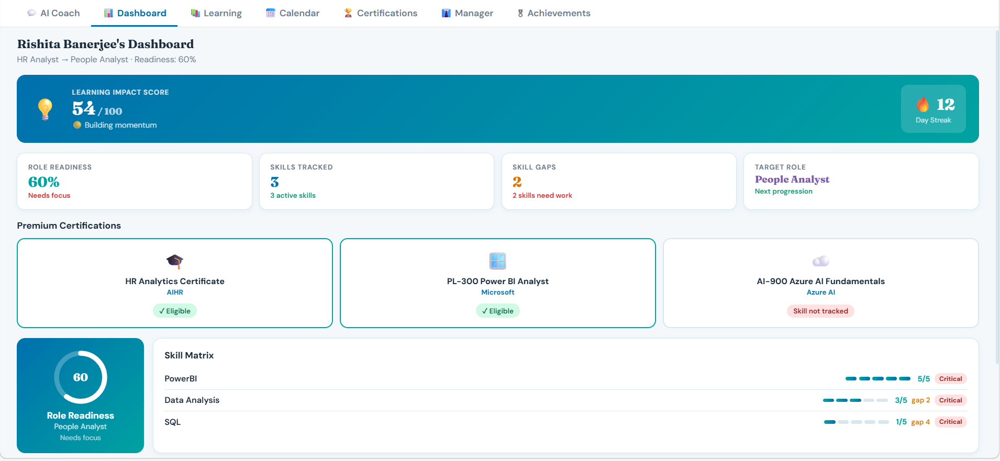 AI Coach
Dashboard
Learning
Calendar
Certifications
Manager
Achievements
Rishita Banerjee's Dashboard
HR Analyst → People Analyst · Readiness: 60%
LEARNING IMPACT SCORE
54 / 100
Building momentum
12
Day Streak
ROLE READINESS
60%
Needs focus
SKILLS TRACKED
3
3 active skills
SKILL GAPS
2
2 skills need work
TARGET ROLE
People Analyst
Next progression
Premium Certifications
HR Analytics Certificate
AIHR
✓ Eligible
PL-300 Power BI Analyst
Microsoft
✓ Eligible
AI-900 Azure AI Fundamentals
Azure AI
Skill not tracked
60
Role Readiness
People Analyst
Needs focus
Skill Matrix
PowerBI 5/5 Critical
Data Analysis 3/5 gap 2 Critical
SQL 1/5 gap 4 Critical